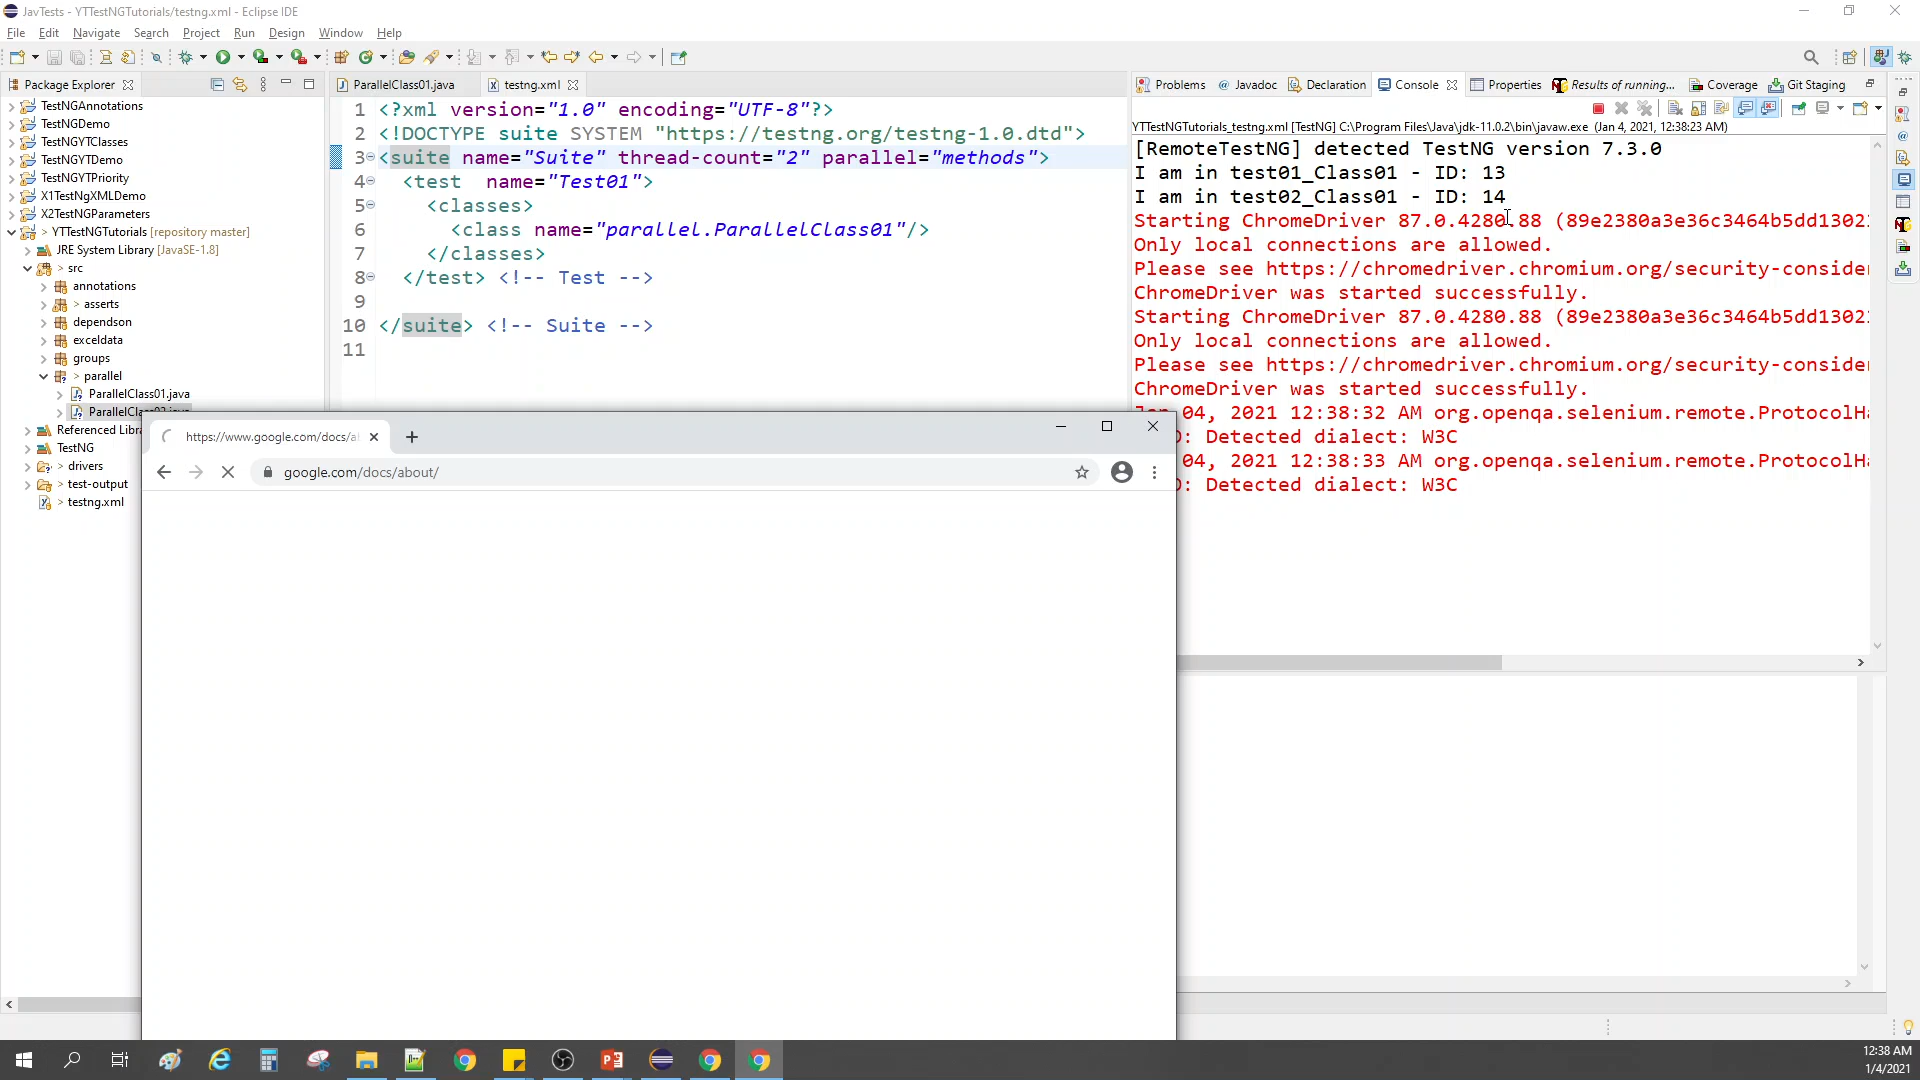 JavTests - YTTestNGTutorials/testng.xml - Eclipse IDE
File Edit Navigate Search Project Run Design Window Help
Package Explorer
TestNGAnnotations
TestNGDemo
TestNGYTClasses
TestNGYTDemo
TestNGYTPriority
X1TestNgXMLDemo
X2TestNGParameters
> YTTestNGTutorials [repository master]
JRE System Library [JavaSE-1.8]
> src
annotations
> asserts
dependson
exceldata
groups
> parallel
ParallelClass01.java
Referenced Libra
TestNG
> drivers
> test-output
> testng.xml
ParallelClass01.java testng.xml
1 <?xml version="1.0" encoding="UTF-8"?>
2 <!DOCTYPE suite SYSTEM "https://testng.org/testng-1.0.dtd">
3 <suite name="Suite" thread-count="2" parallel="methods">
4 <test name="Test01">
5 <classes>
6 <class name="parallel.ParallelClass01"/>
7 </classes>
8 </test> <!-- Test -->
9
10 </suite> <!-- Suite -->
11
Problems @ Javadoc Declaration Console Properties Results of running... Coverage Git Staging
YTTestNGTutorials_testng.xml [TestNG] C:\Program Files\Java\jdk-11.0.2\bin\javaw.exe (Jan 4, 2021, 12:38:23 AM)
[RemoteTestNG] detected TestNG version 7.3.0
I am in test01_Class01 - ID: 13
I am in test02_Class01 - ID: 14
Starting ChromeDriver 87.0.4280.88 (89e2380a3e36c3464b5dd1302
Only local connections are allowed.
Please see https://chromedriver.chromium.org/security-consider
ChromeDriver was started successfully.
Starting ChromeDriver 87.0.4280.88 (89e2380a3e36c3464b5dd1302
Only local connections are allowed.
Please see https://chromedriver.chromium.org/security-consider
ChromeDriver was started successfully.
04, 2021 12:38:32 AM org.openqa.selenium.remote.ProtocolHa
: Detected dialect: W3C
04, 2021 12:38:33 AM org.openqa.selenium.remote.ProtocolHa
: Detected dialect: W3C
https://www.google.com/docs/a
google.com/docs/about/
12:38 AM
1/4/2021